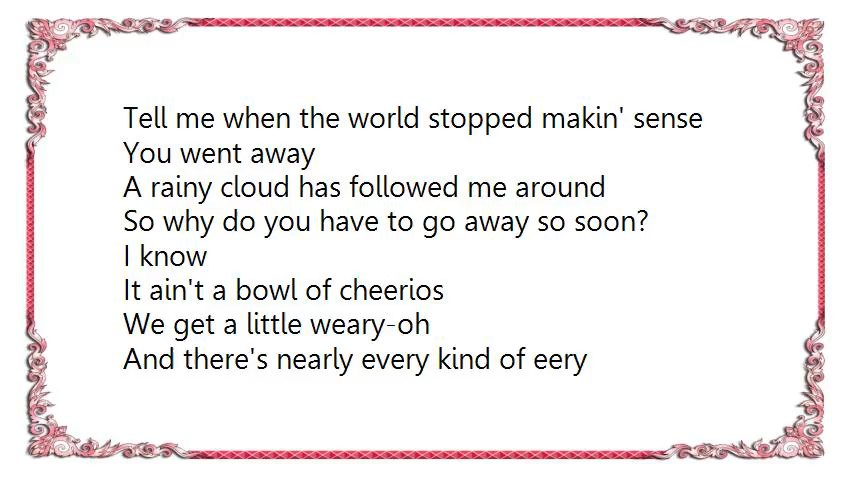 Tell me when the world stopped makin' sense
You went away
A rainy cloud has followed me around
So why do you have to go away so soon?
I know
It ain't a bowl of cheerios
We get a little weary-oh
And there's nearly every kind of eery